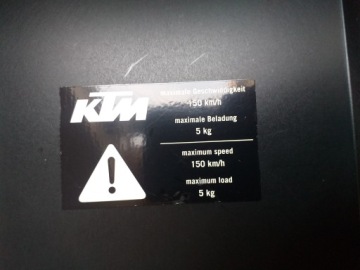 KTM
maximale Geschwindigkeit
150 km/h
maximale Beladung
5 kg
maximum speed
150 km/h
maximum load
5 kg